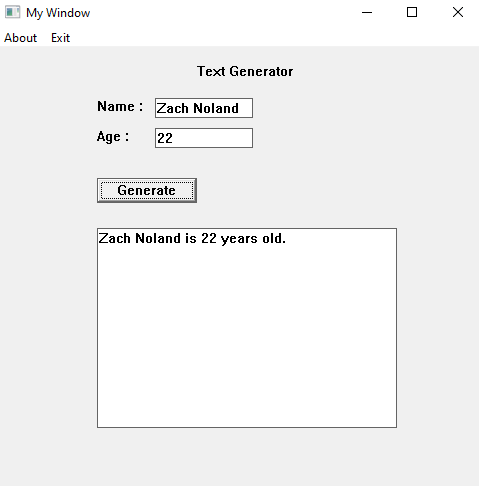 My Window
About Exit
Text Generator
Name : Zach Noland
Age : 22
Generate
Zach Noland is 22 years old.